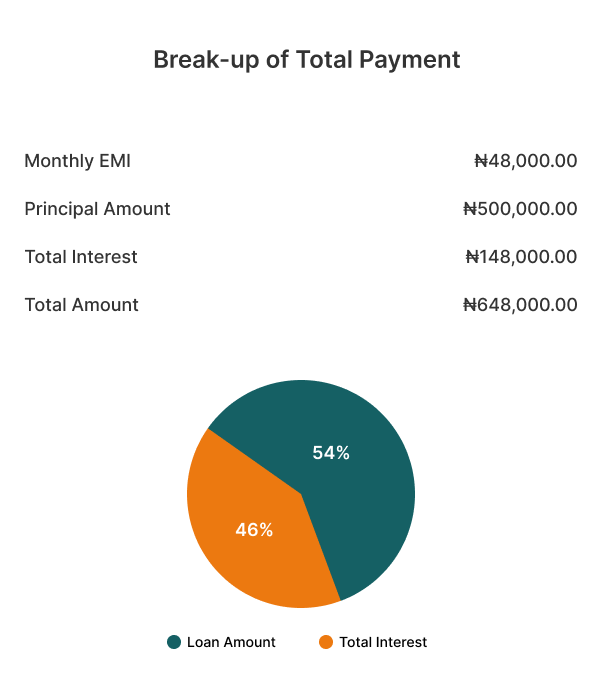 Break-up of Total Payment
Monthly EMI ₦48,000.00
Principal Amount ₦500,000.00
Total Interest ₦148,000.00
Total Amount ₦648,000.00
54%
46%
Loan Amount Total Interest